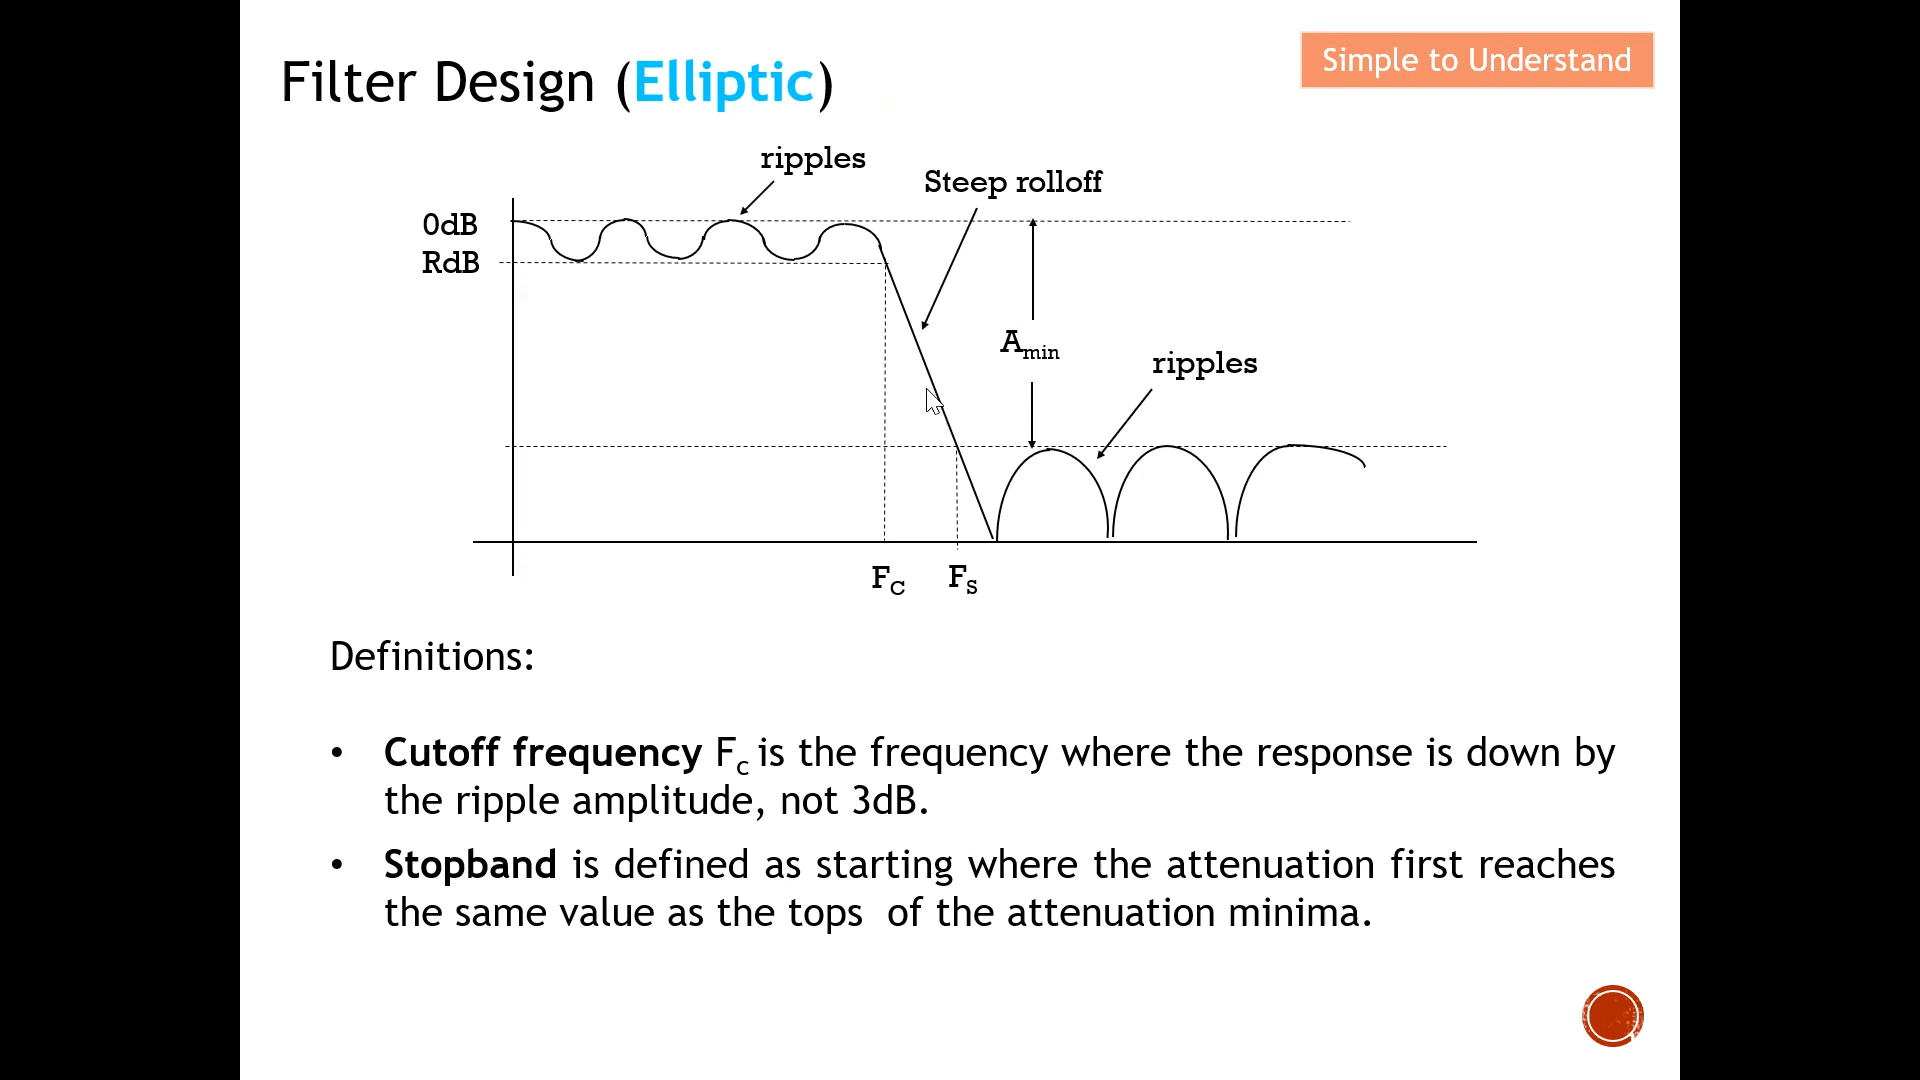 Filter Design (Elliptic)
Simple to Understand
ripples
Steep rolloff
0dB
RdB
Amin
ripples
FC
FS
Definitions:
• Cutoff frequency Fc is the frequency where the response is down by
the ripple amplitude, not 3dB.
• Stopband is defined as starting where the attenuation first reaches
the same value as the tops of the attenuation minima.